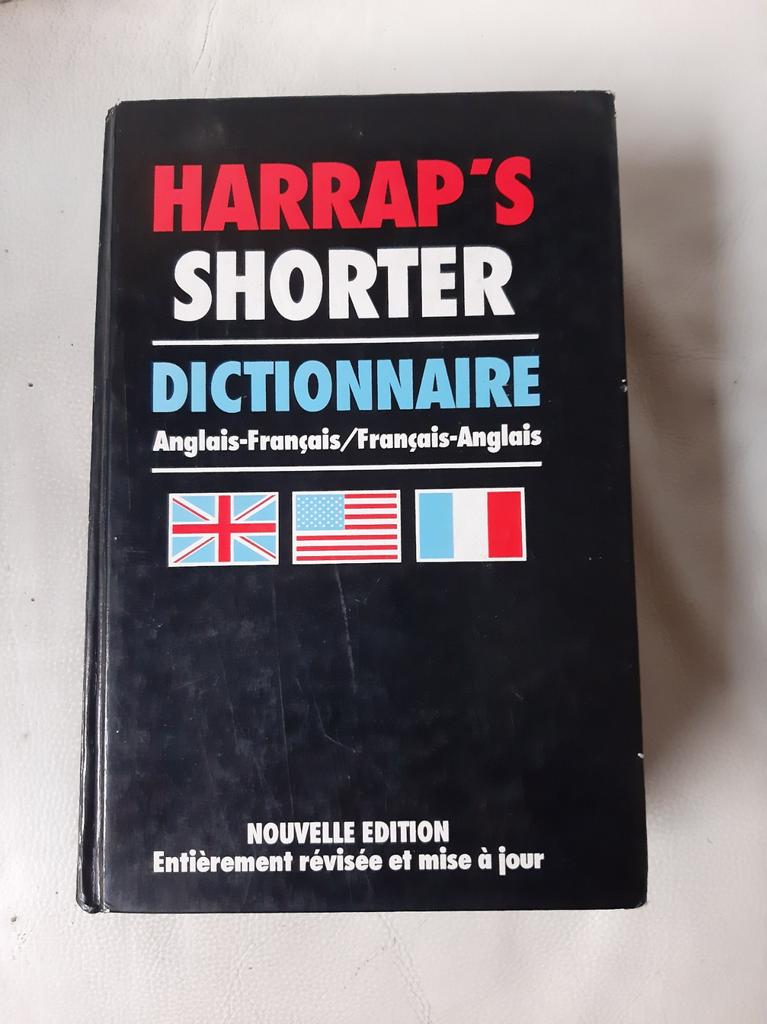 HARRAP'S
SHORTER
DICTIONNAIRE
Anglais-Français/Français-Anglais
NOUVELLE EDITION
Entièrement révisée et mise à jour